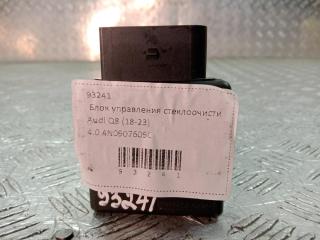 93241
Блок управления стеклоочисти
Audi Q8 (18-23)
4.0 4N0907605C
9 3 2 4 1
93241